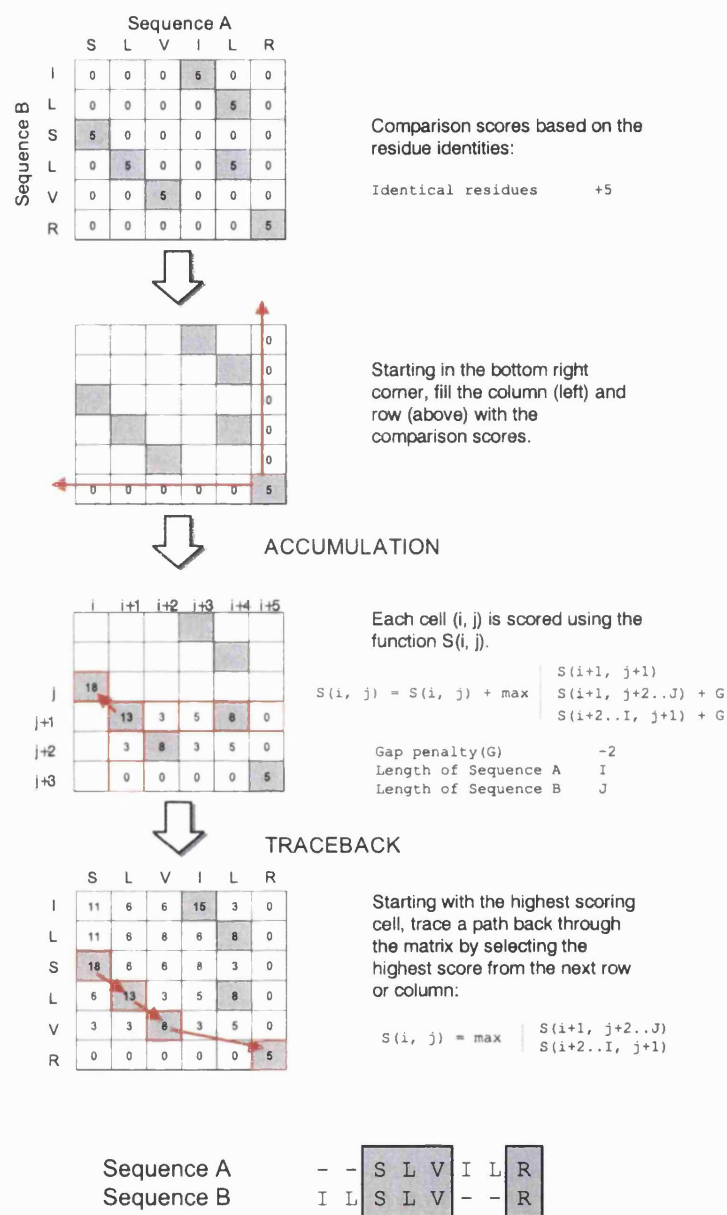 Sequence A
S L V I L R
Sequence B
I 0 0 0 5 0 0
L 0 0 0 0 5 0
S 5 0 0 0 0 0
L 0 5 0 0 5 0
V 0 0 5 0 0 0
R 0 0 0 0 0 5
Comparison scores based on the
residue identities:
Identical residues +5
0
0
0
0
0
0 0 0 0 0 5
Starting in the bottom right
corner, fill the column (left) and
row (above) with the
comparison scores.
ACCUMULATION
i i+1 i+2 j+3 i+4 i+5
j 18
j+1 13 3 5 8 0
j+2 3 8 3 5 0
j+3 0 0 0 0 5
Each cell (i, j) is scored using the
function S(i, j).
S(i+1, j+1)
S(i, j) = S(i, j) + max S(i+1, j+2..J) + G
S(i+2..I, j+1) + G
Gap penalty(G) -2
Length of Sequence A I
Length of Sequence B J
TRACEBACK
S L V I L R
I 11 6 6 15 3 0
L 11 6 8 6 8 0
S 18 6 6 8 3 0
L 6 13 3 5 8 0
V 3 3 8 3 5 0
R 0 0 0 0 0 5
Starting with the highest scoring
cell, trace a path back through
the matrix by selecting the
highest score from the next row
or column:
S(i, j) = max S(i+1, j+2..J)
S(i+2..I, j+1)
Sequence A - - S L V I L R
Sequence B I L S L V - - R